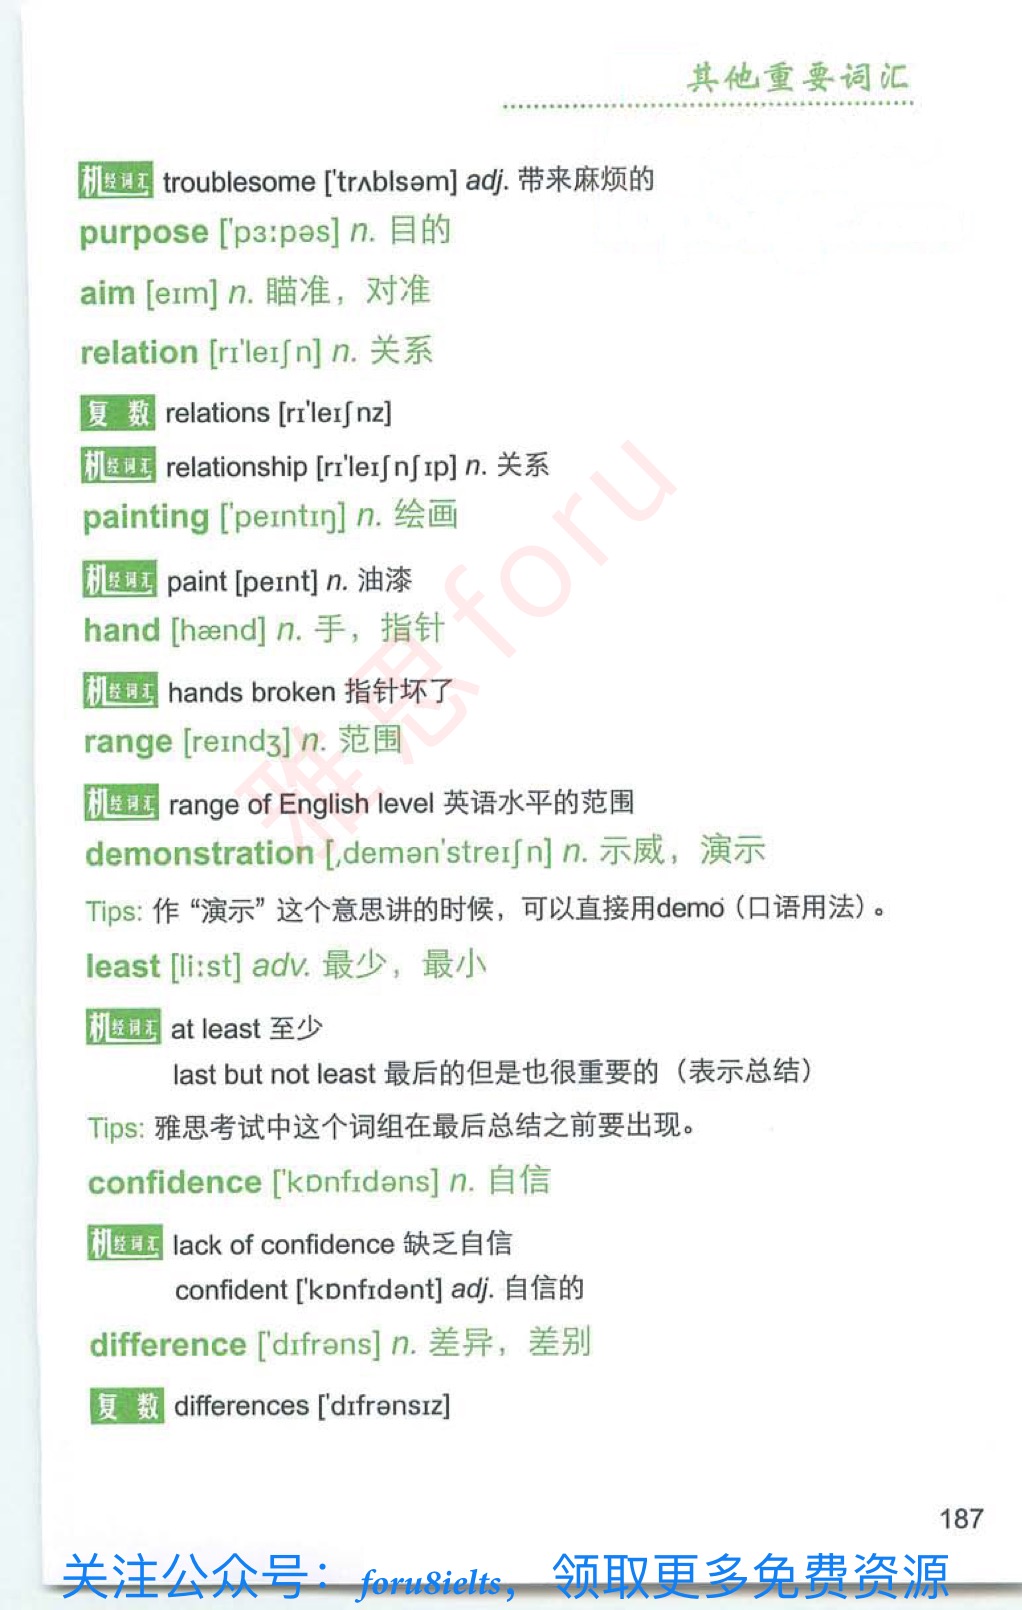 其他重要词汇
机经词汇 troublesome ['trʌblsəm] adj. 带来麻烦的
purpose ['pɜːpəs] n. 目的
aim [eɪm] n. 瞄准，对准
relation [rɪ'leɪʃn] n. 关系
复数 relations [rɪ'leɪʃnz]
机经词汇 relationship [rɪ'leɪʃnʃɪp] n. 关系
painting ['peɪntɪŋ] n. 绘画
机经词汇 paint [peɪnt] n. 油漆
hand [hænd] n. 手，指针
机经词汇 hands broken 指针坏了
range [reɪndʒ] n. 范围
机经词汇 range of English level 英语水平的范围
demonstration [ˌdemən'streɪʃn] n. 示威，演示
Tips: 作“演示”这个意思讲的时候，可以直接用demo（口语用法）。
least [liːst] adv. 最少，最小
机经词汇 at least 至少
last but not least 最后的但是也很重要的（表示总结）
Tips: 雅思考试中这个词组在最后总结之前要出现。
confidence ['kɒnfɪdəns] n. 自信
机经词汇 lack of confidence 缺乏自信
confident ['kɒnfɪdənt] adj. 自信的
difference ['dɪfrəns] n. 差异，差别
复数 differences ['dɪfrənsɪz]
雅思 foru
187
关注公众号：foru8ielts，领取更多免费资源